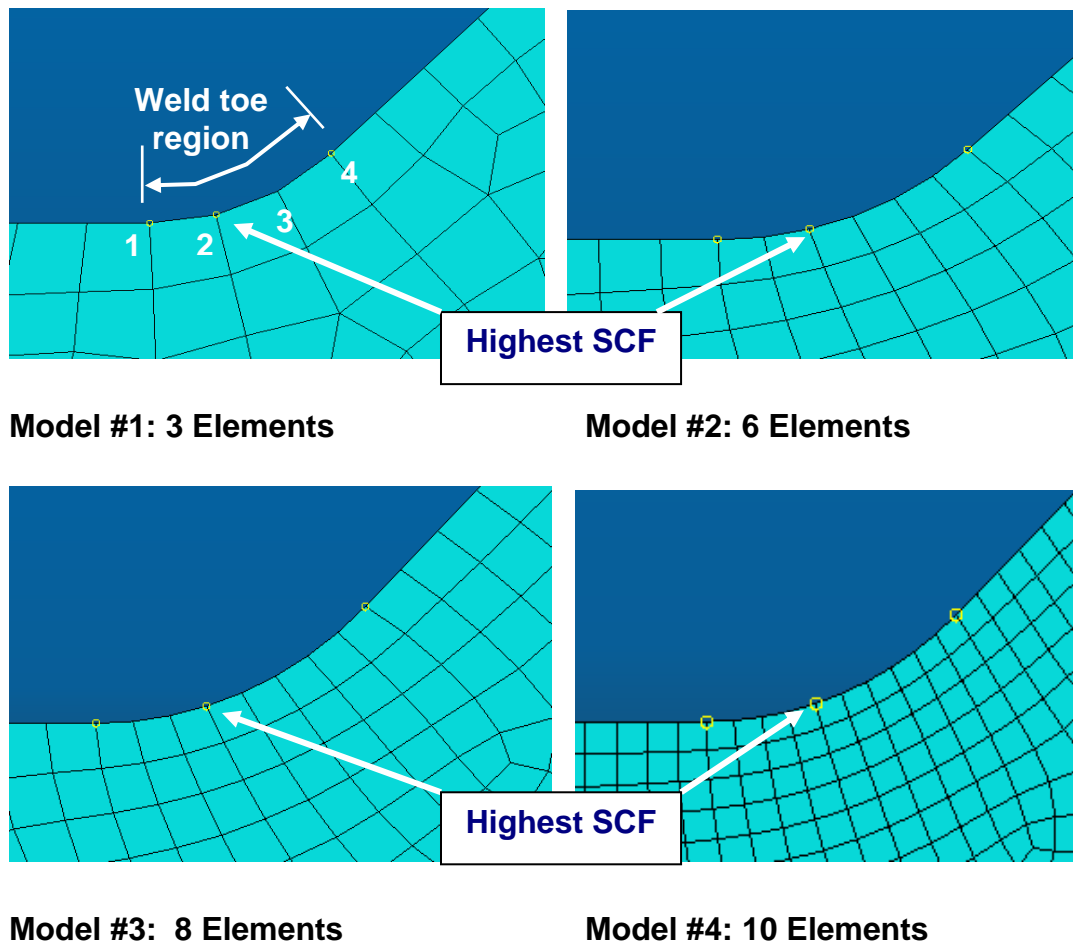 Weld toe
region
1
2
3
4
Highest SCF
Model #1: 3 Elements
Model #2: 6 Elements
Highest SCF
Model #3:  8 Elements
Model #4: 10 Elements